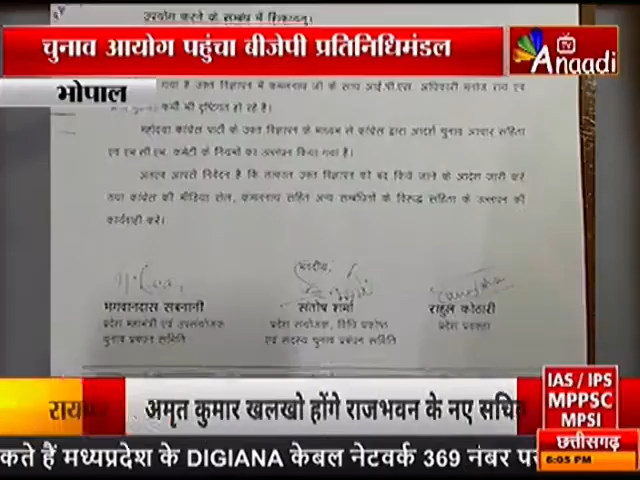 उपयोग करने के सम्बंध में शिकायत।
चुनाव आयोग पहुंचा बीजेपी प्रतिनिधिमंडल
TV
Anaadi
भोपाल
गया है उक्त विज्ञापन में कमलनाथ जी के साथ आई.पी.एस. अधिकारी मनोज राय एवं
कर्मी भी दृष्टिगत हो रहे है।
महोदया कांग्रेस पार्टी के उक्त विज्ञापन के माध्यम से कांग्रेस द्वारा आदर्श चुनाव आचार संहिता
एवं एम.सी.एम. कमेटी के नियमों का उल्लंघन किया गया है।
अतएव आपसे निवेदन है कि तत्काल उक्त विज्ञापन को बंद किये जाने के आदेश जारी करें
तथा कांग्रेस की मीडिया सेल, कमलनाथ सहित अन्य सम्बंधितों के विरूद्ध संहिता के उल्लंघन की
कार्यवाही करें।
भवदीय,
भगवानदास सबनानी
संतोष शर्मा
राहुल कोठारी
प्रदेश महामंत्री एवं उपसंयोजक
प्रदेश संयोजक, विधि प्रकोष्ठ
प्रदेश प्रवक्ता
चुनाव प्रबंधन समिति
एवं सदस्य चुनाव प्रबंधन समिति
रायपुर
अमृत कुमार खलखो होंगे राजभवन के नए सचिव
IAS / IPS
MPPSC
MPSI
छत्तीसगढ़
6:05 PM
कते हैं मध्यप्रदेश के DIGIANA केबल नेटवर्क 369 नंबर पर